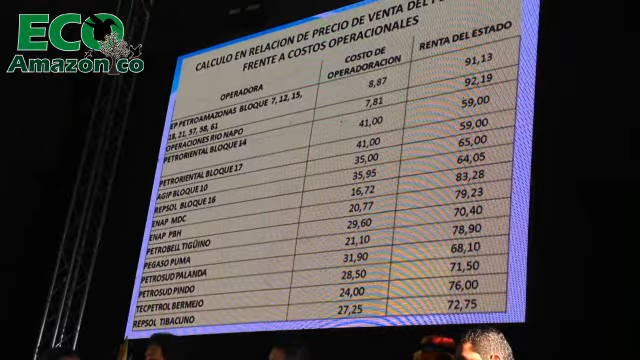 ECO
Amazónico
CALCULO EN RELACION DE PRECIO DE VENTA DEL
FRENTE A COSTOS OPERACIONALES
OPERADORA COSTO DE OPERADORACION RENTA DEL ESTADO
EP PETROAMAZONAS BLOQUE 7, 12, 15, 18, 21, 57, 58, 61 8,87 91,13
OPERACIONES RIO NAPO 7,81 92,19
PETRORIENTAL BLOQUE 14 41,00 59,00
PETRORIENTAL BLOQUE 17 41,00 59,00
AGIP BLOQUE 10 35,00 65,00
REPSOL BLOQUE 16 35,95 64,05
ENAP MDC 16,72 83,28
ENAP PBH 20,77 79,23
PETROBELL TIGÜINO 29,60 70,40
PEGASO PUMA 21,10 78,90
PETROSUD PALANDA 31,90 68,10
PETROSUD PINDO 28,50 71,50
TECPETROL BERMEJO 24,00 76,00
REPSOL TIBACUNO 27,25 72,75